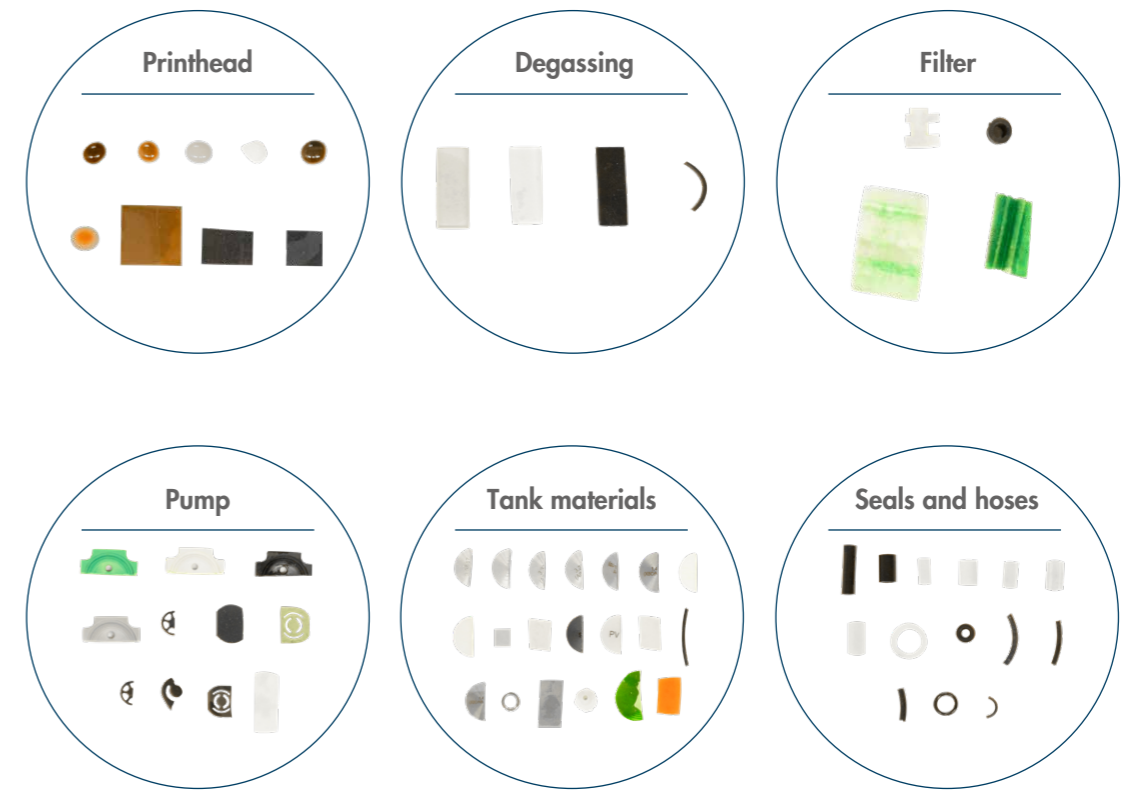 Printhead
Degassing
Filter
Pump
Tank materials
Seals and hoses